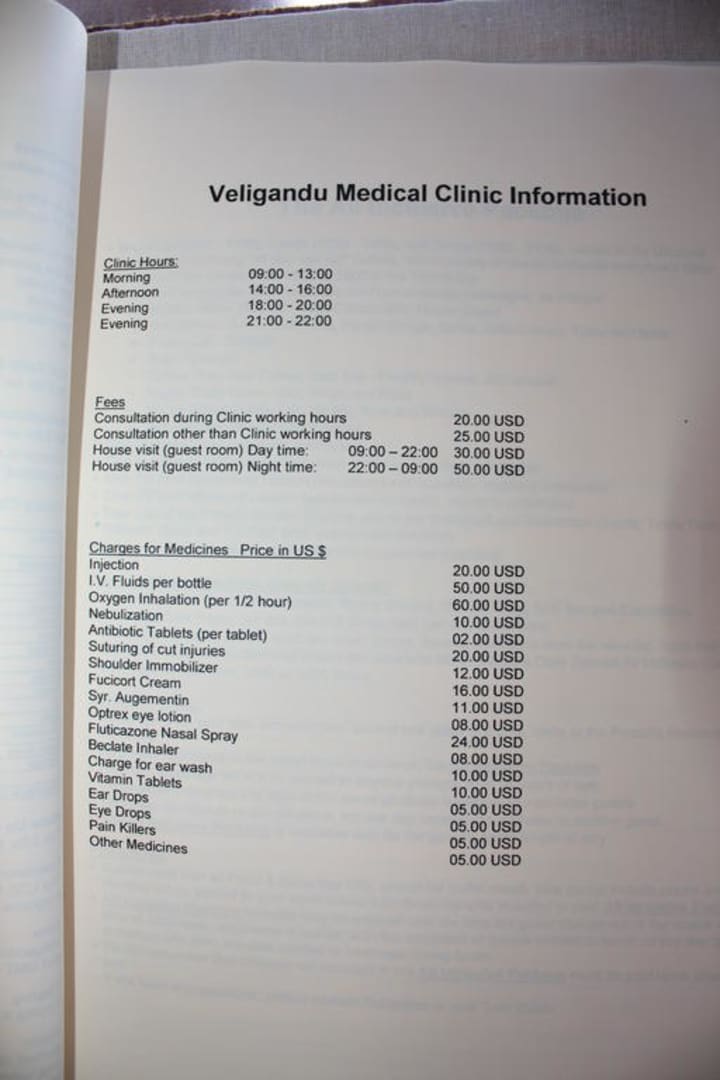 Veligandu Medical Clinic Information
Clinic Hours:
Morning 09:00 - 13:00
Afternoon 14:00 - 16:00
Evening 18:00 - 20:00
Evening 21:00 - 22:00
Fees
Consultation during Clinic working hours 20.00 USD
Consultation other than Clinic working hours 25.00 USD
House visit (guest room) Day time: 09:00 – 22:00 30.00 USD
House visit (guest room) Night time: 22:00 – 09:00 50.00 USD
Charges for Medicines Price in US $
Injection 20.00 USD
I.V. Fluids per bottle 50.00 USD
Oxygen Inhalation (per 1/2 hour) 60.00 USD
Nebulization 10.00 USD
Antibiotic Tablets (per tablet) 02.00 USD
Suturing of cut injuries 20.00 USD
Shoulder Immobilizer 12.00 USD
Fucicort Cream 16.00 USD
Syr. Augementin 11.00 USD
Optrex eye lotion 08.00 USD
Fluticazone Nasal Spray 24.00 USD
Beclate Inhaler 08.00 USD
Charge for ear wash 10.00 USD
Vitamin Tablets 10.00 USD
Ear Drops 05.00 USD
Eye Drops 05.00 USD
Pain Killers 05.00 USD
Other Medicines 05.00 USD